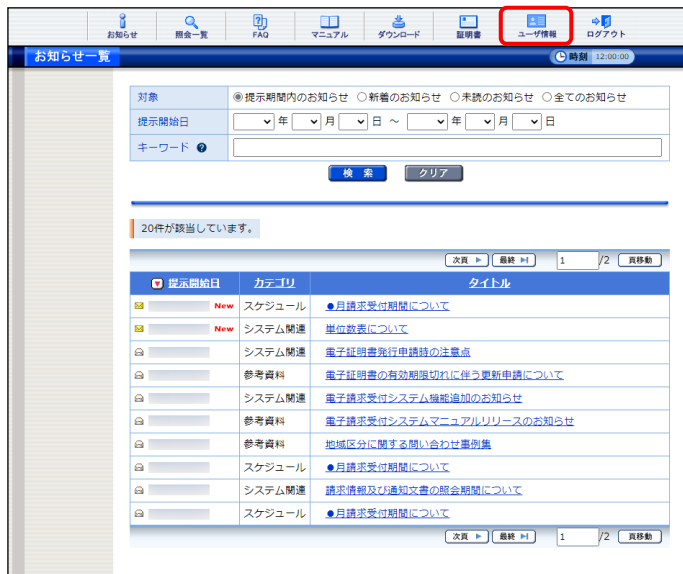 お知らせ 照会一覧 FAQ マニュアル ダウンロード 証明書 ユーザ情報 ログアウト
お知らせ一覧 時刻 12:00:00
対象 提示期間内のお知らせ 新着のお知らせ 未読のお知らせ 全てのお知らせ
提示開始日 年 月 日 ～ 年 月 日
キーワード ?
検 索 クリア
20件が該当しています。
次頁 最終 1 /2 頁移動
提示開始日 カテゴリ タイトル
New スケジュール ●月請求受付期間について
New システム関連 単位数表について
システム関連 電子証明書発行申請時の注意点
参考資料 電子証明書の有効期限切れに伴う更新申請について
システム関連 電子請求受付システム機能追加のお知らせ
参考資料 電子請求受付システムマニュアルリリースのお知らせ
参考資料 地域区分に関する問い合わせ事例集
スケジュール ●月請求受付期間について
システム関連 請求情報及び通知文書の照会期間について
スケジュール ●月請求受付期間について
次頁 最終 1 /2 頁移動